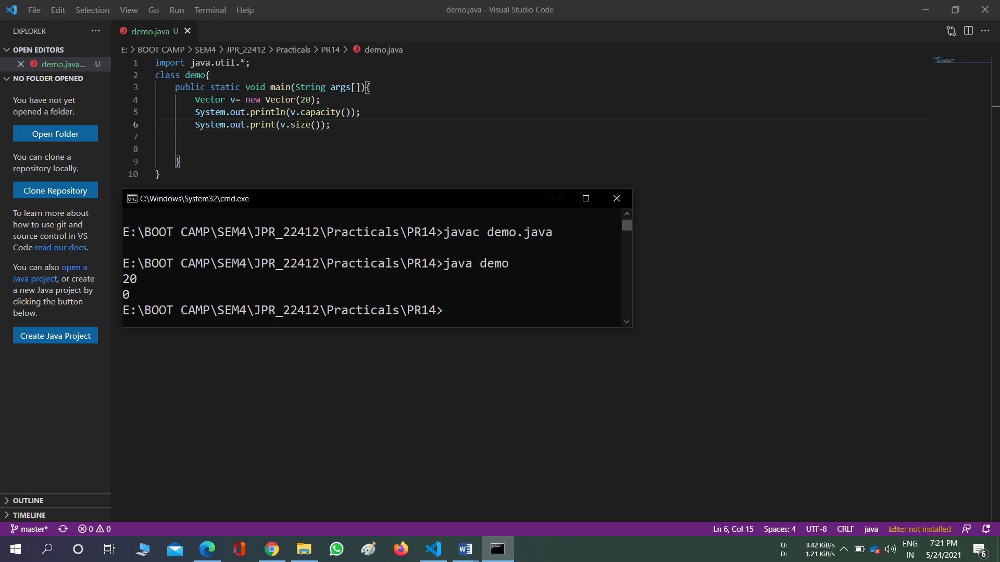 File Edit Selection View Go Run Terminal Help
demo.java - Visual Studio Code
EXPLORER
demo.java U
OPEN EDITORS
demo.java... U
NO FOLDER OPENED
You have not yet
opened a folder.
Open Folder
You can clone a
repository locally.
Clone Repository
To learn more about
how to use git and
source control in VS
Code read our docs.
You can also open a
Java project, or create
a new Java project by
clicking the button
below.
Create Java Project
OUTLINE
TIMELINE
E: > BOOT CAMP > SEM4 > JPR_22412 > Practicals > PR14 > demo.java
1 import java.util.*;
2 class demo{
3 public static void main(String args[]){
4 Vector v= new Vector(20);
5 System.out.println(v.capacity());
6 System.out.print(v.size());
7
8
9 }
10 }
C:\Windows\System32\cmd.exe
E:\BOOT CAMP\SEM4\JPR_22412\Practicals\PR14>javac demo.java
E:\BOOT CAMP\SEM4\JPR_22412\Practicals\PR14>java demo
20
0
E:\BOOT CAMP\SEM4\JPR_22412\Practicals\PR14>
master* 0 0
Ln 6, Col 15 Spaces: 4 UTF-8 CRLF java kite: not installed
U: 3.42 KiB/s
D: 1.21 KiB/s
ENG
IN
7:21 PM
5/24/2021
6